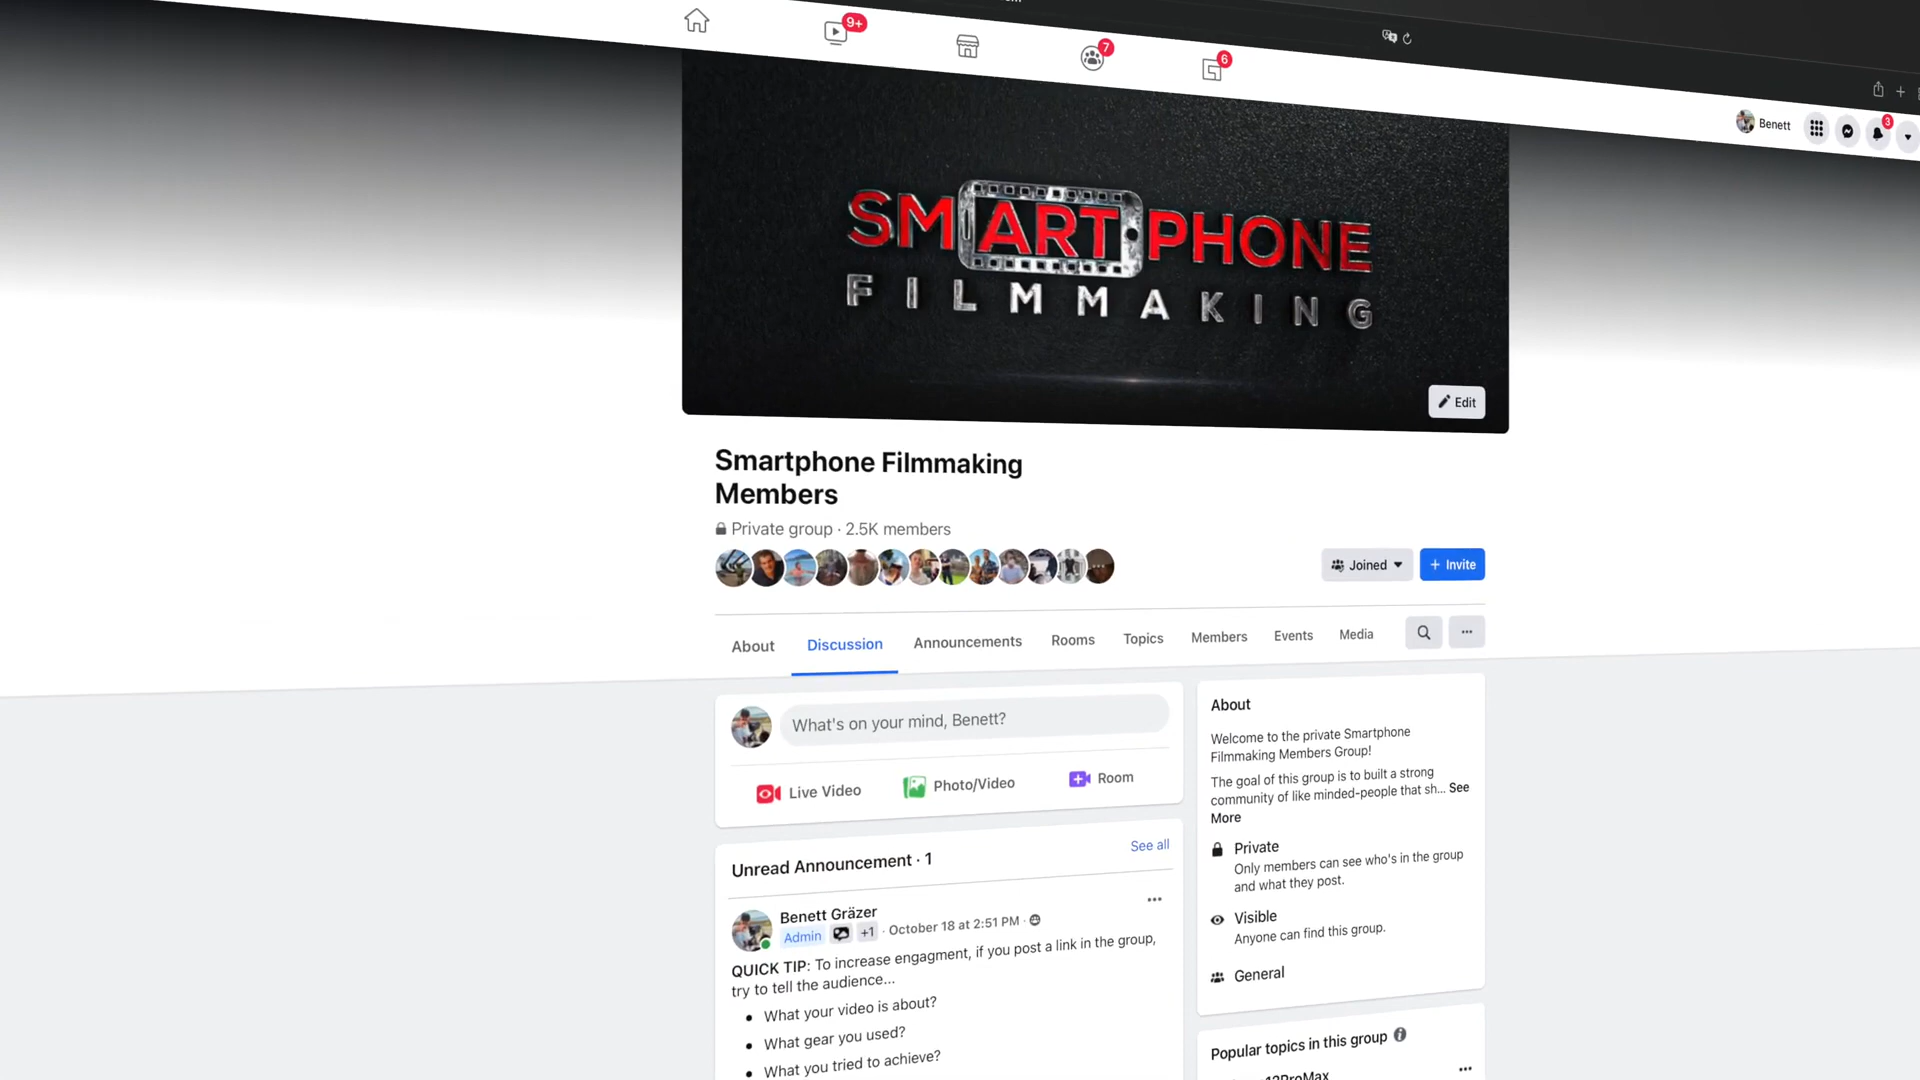 9+
7
6
Benett
3
SMARTPHONE
FILMMAKING
Edit
Smartphone Filmmaking
Members
Private group · 2.5K members
Joined
+ Invite
About
Discussion
Announcements
Rooms
Topics
Members
Events
Media
What's on your mind, Benett?
Live Video
Photo/Video
Room
Unread Announcement · 1
See all
Benett Gräzer
Admin +1 · October 18 at 2:51 PM ·
QUICK TIP: To increase engagment, if you post a link in the group,
try to tell the audience...
• What your video is about?
• What gear you used?
• What you tried to achieve?
About
Welcome to the private Smartphone
Filmmaking Members Group!
The goal of this group is to built a strong
community of like minded-people that sh... See
More
Private
Only members can see who's in the group
and what they post.
Visible
Anyone can find this group.
General
Popular topics in this group
12ProMax